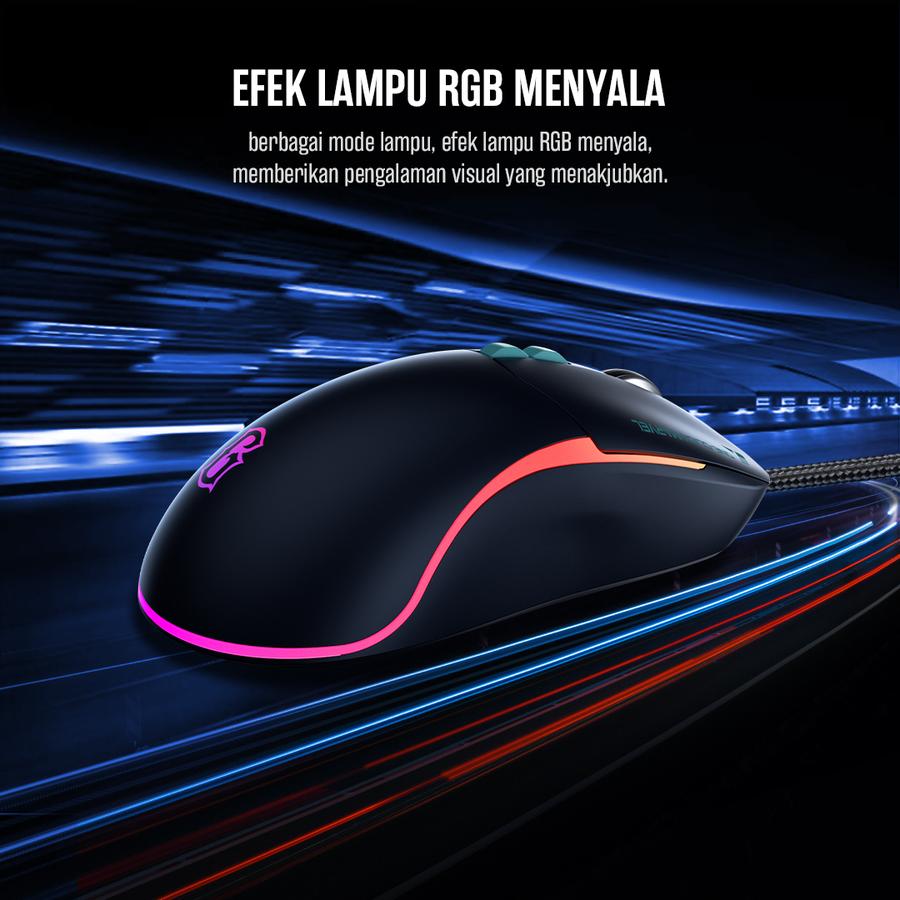 EFEK LAMPU RGB MENYALA
berbagai mode lampu, efek lampu RGB menyala,
memberikan pengalaman visual yang menakjubkan.